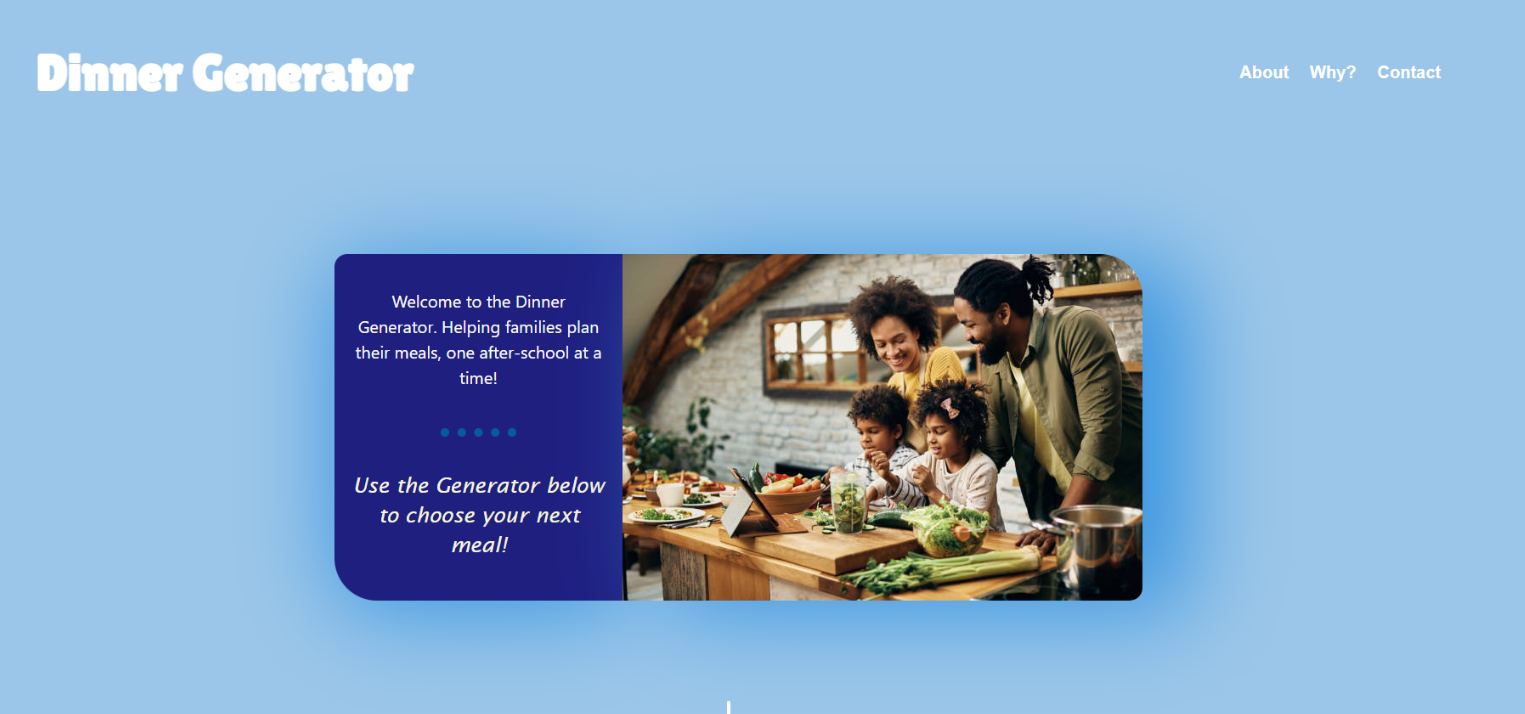 Dinner Generator
About Why? Contact
Welcome to the Dinner
Generator. Helping families plan
their meals, one after-school at a
time!
Use the Generator below
to choose your next
meal!